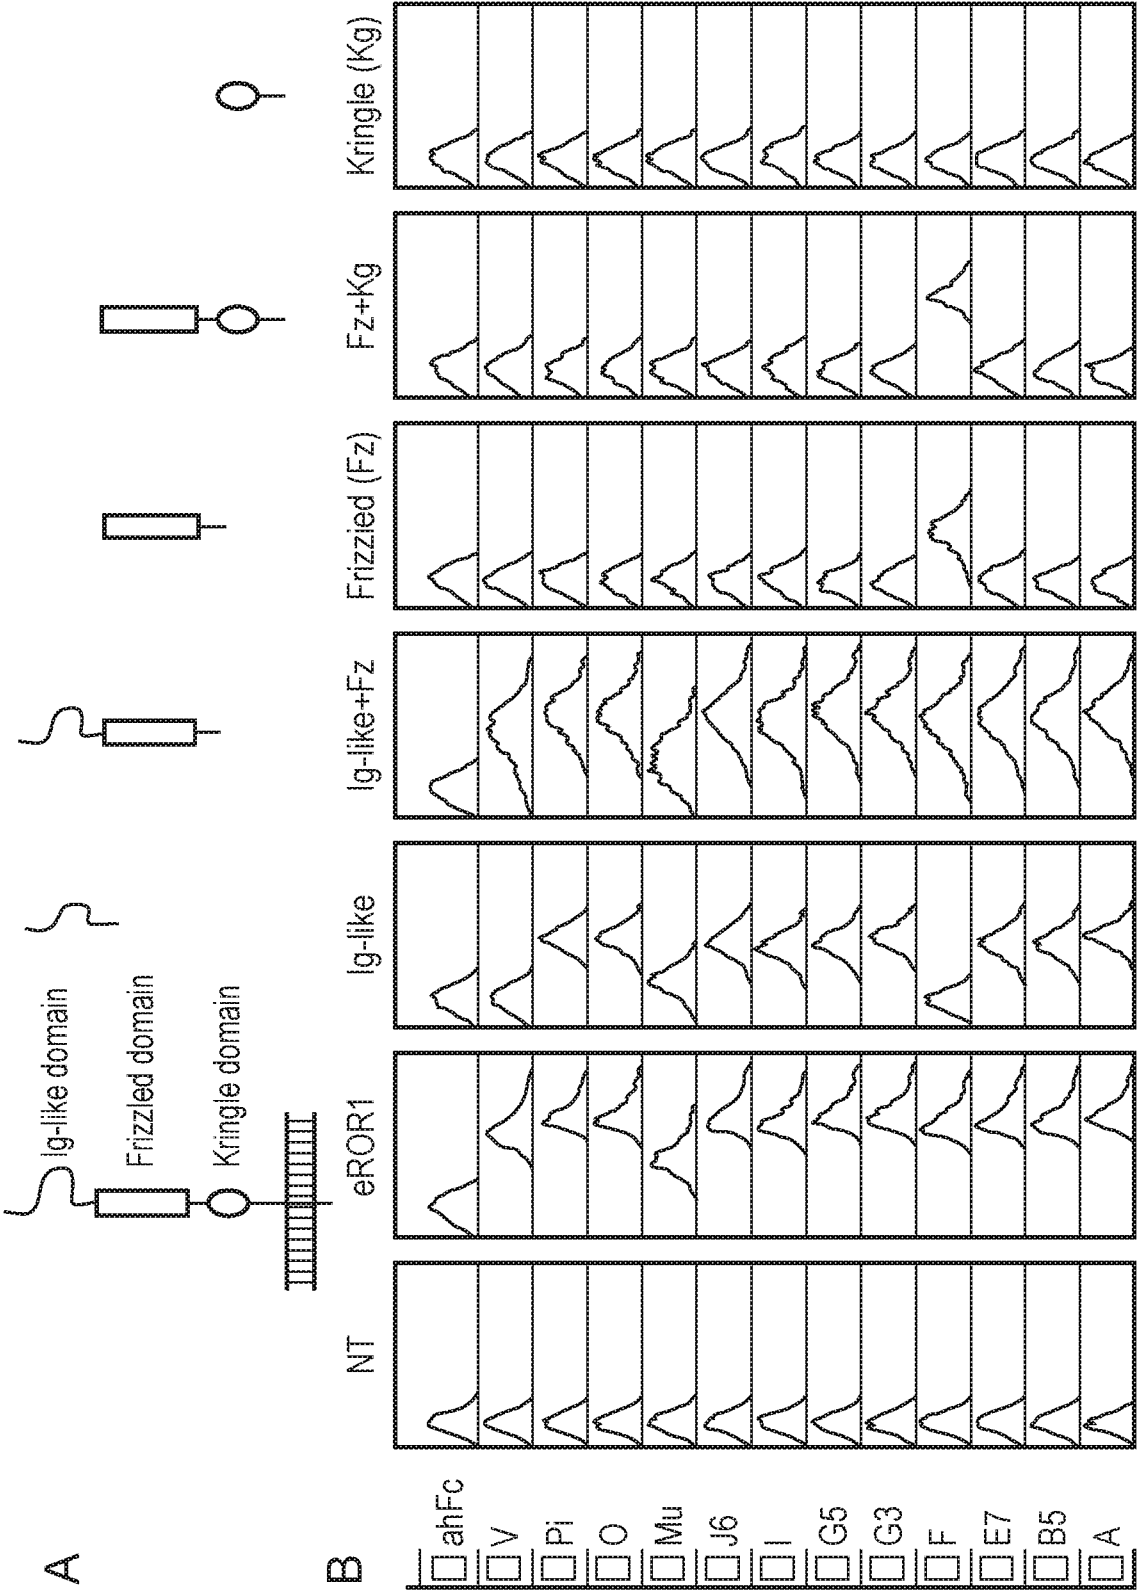 A
Ig-like domain
Frizzled domain
Kringle domain
B
NT
eROR1
Ig-like
Ig-like+Fz
Frizzied (Fz)
Fz+Kg
Kringle (Kg)
ahFc
V
Pi
O
Mu
J6
I
G5
G3
F
E7
B5
A